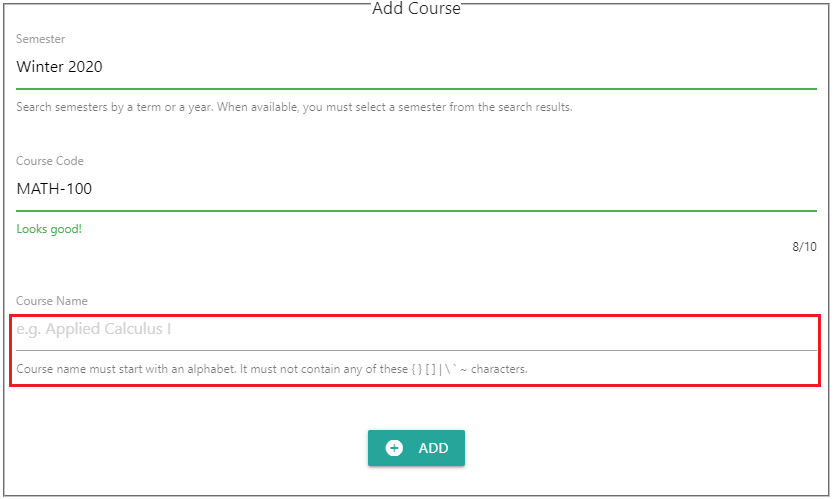 Add Course
Semester
Winter 2020
Search semesters by a term or a year. When available, you must select a semester from the search results.
Course Code
MATH-100
Looks good!
8/10
Course Name
e.g. Applied Calculus I
Course name must start with an alphabet. It must not contain any of these { } [ ] | \ ` ~ characters.
ADD